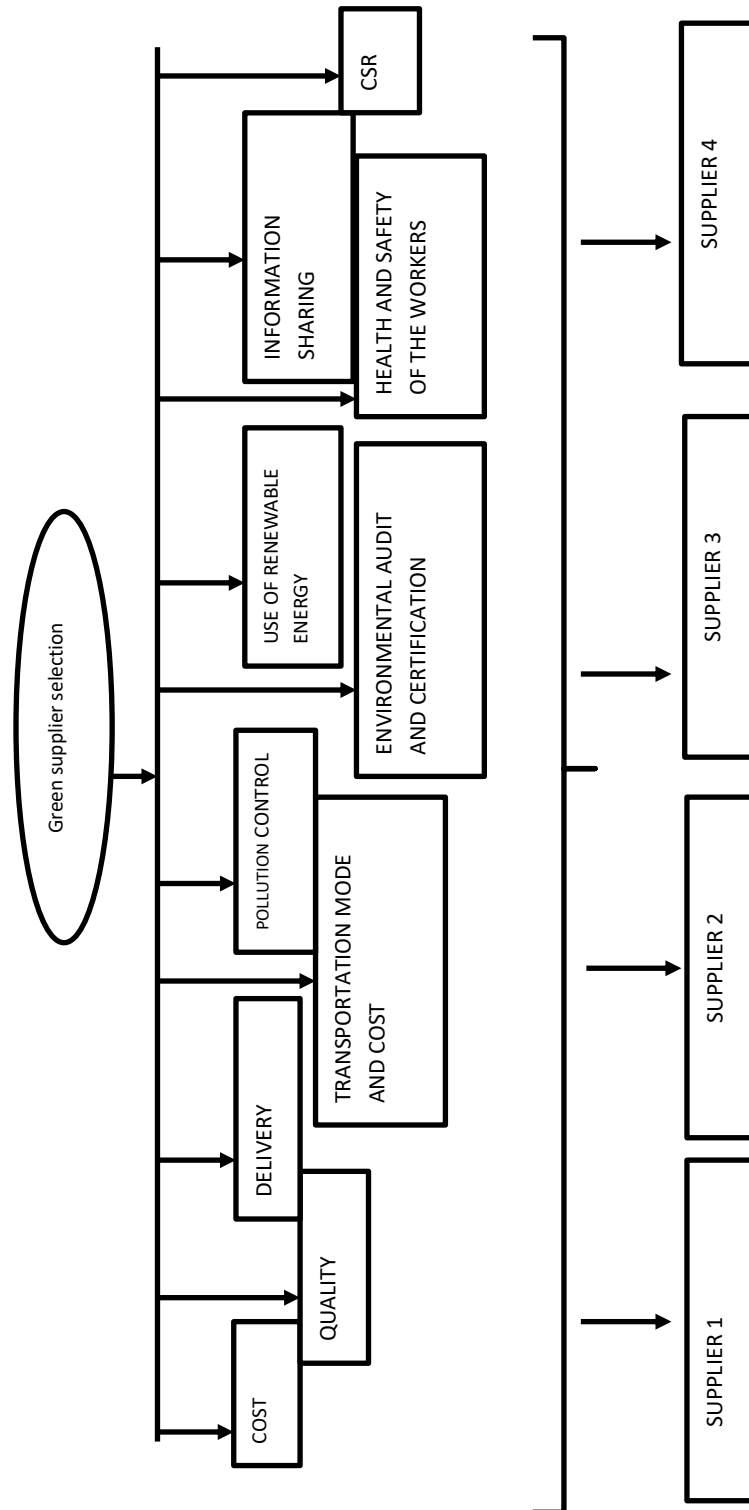 Green supplier selection
COST
QUALITY
DELIVERY
TRANSPORTATION MODE
AND COST
POLLUTION CONTROL
ENVIRONMENTAL AUDIT
AND CERTIFICATION
USE OF RENEWABLE
ENERGY
HEALTH AND SAFETY
OF THE WORKERS
INFORMATION
SHARING
CSR
SUPPLIER 1
SUPPLIER 2
SUPPLIER 3
SUPPLIER 4